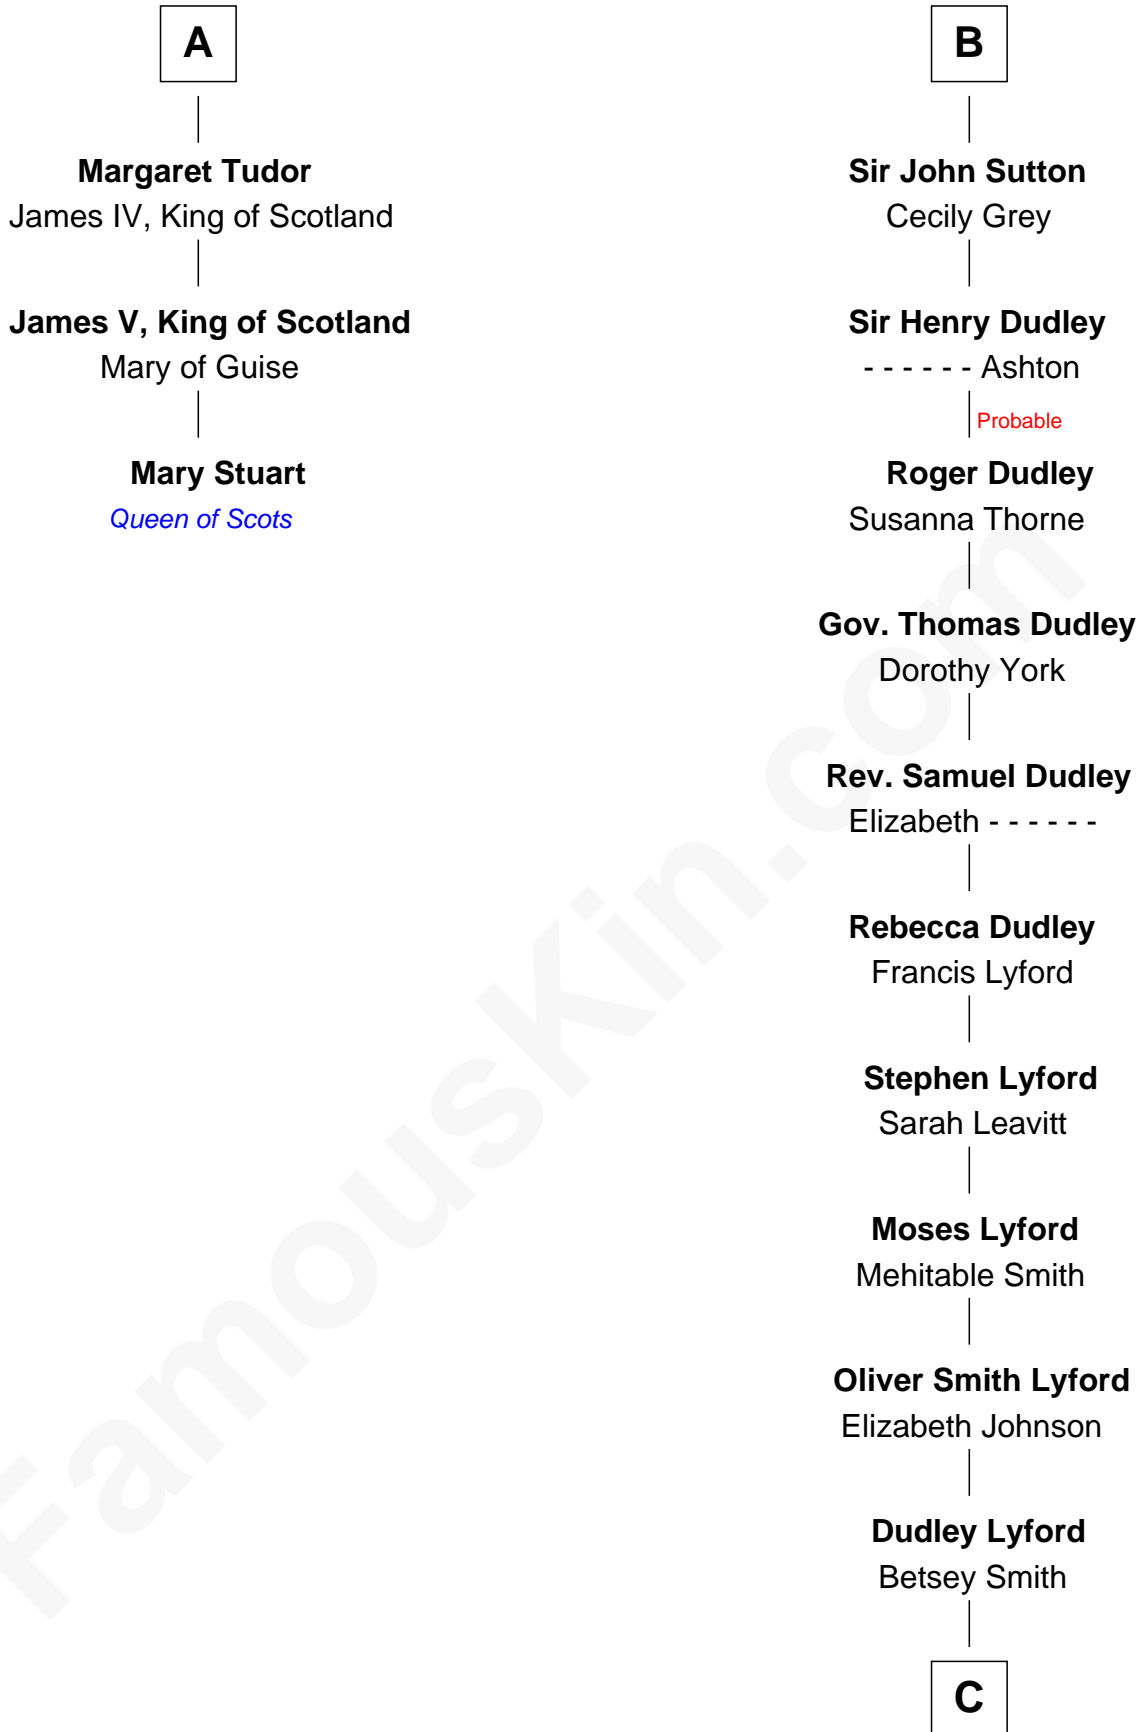 A
Margaret Tudor
James IV, King of Scotland
James V, King of Scotland
Mary of Guise
Mary Stuart
Queen of Scots
B
Sir John Sutton
Cecily Grey
Sir Henry Dudley
- - - - - - Ashton
Probable
Roger Dudley
Susanna Thorne
Gov. Thomas Dudley
Dorothy York
Rev. Samuel Dudley
Elizabeth - - - - - -
Rebecca Dudley
Francis Lyford
Stephen Lyford
Sarah Leavitt
Moses Lyford
Mehitable Smith
Oliver Smith Lyford
Elizabeth Johnson
Dudley Lyford
Betsey Smith
C
FamousKin.com